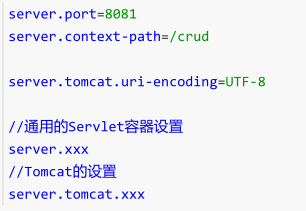 server.port=8081
server.context-path=/crud
server.tomcat.uri-encoding=UTF-8
//通用的Servlet容器设置
server.xxx
//Tomcat的设置
server.tomcat.xxx